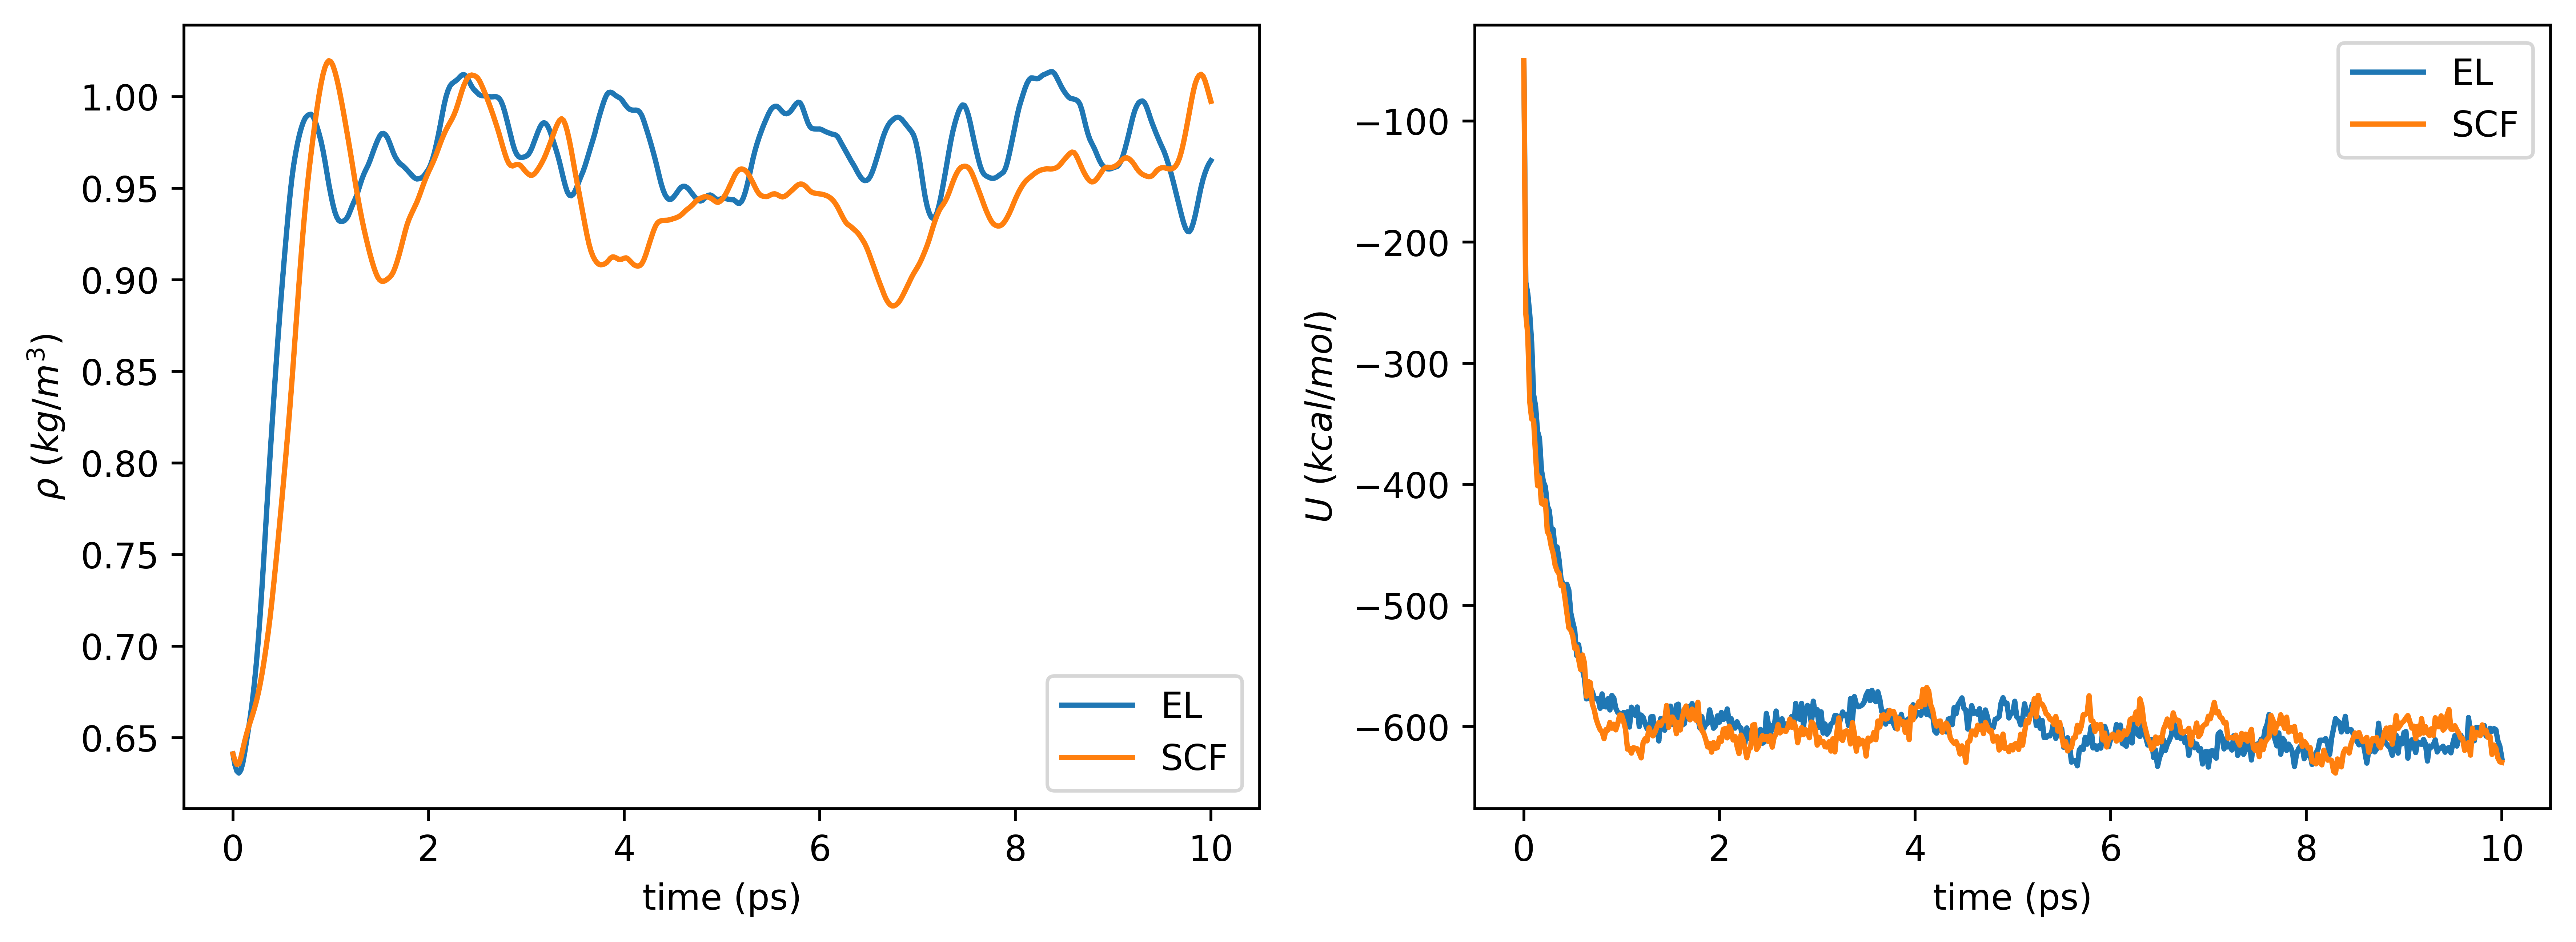 1.00
0.95
0.90
0.85
0.80
0.75
0.70
0.65
ρ (kg/m³)
0 2 4 6 8 10
time (ps)
EL
SCF
−100
−200
−300
−400
−500
−600
U (kcal/mol)
0 2 4 6 8 10
time (ps)
EL
SCF